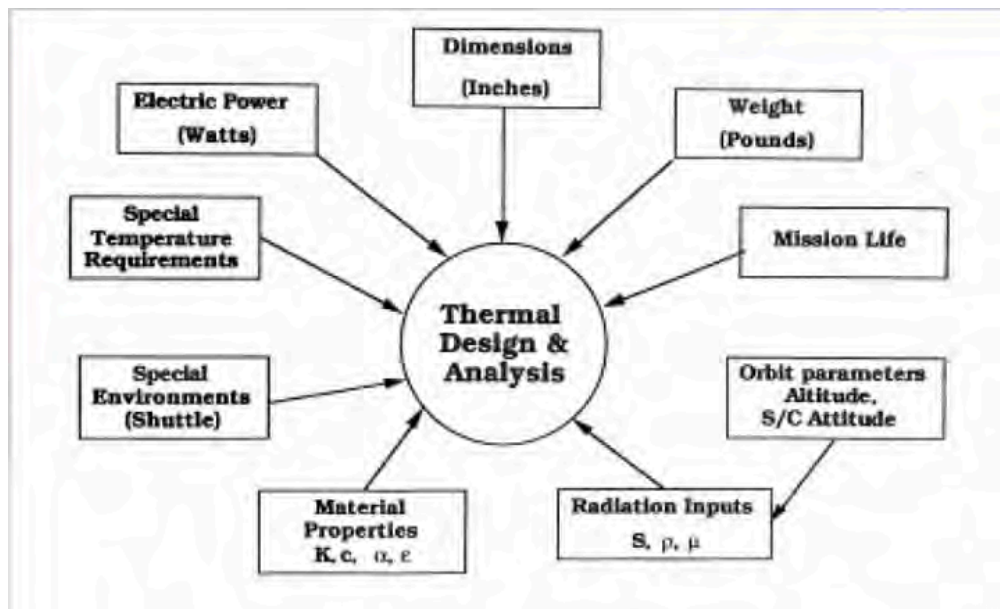 Dimensions
(Inches)
Electric Power
(Watts)
Weight
(Pounds)
Special
Temperature
Requirements
Mission Life
Thermal
Design &
Analysis
Special
Environments
(Shuttle)
Orbit parameters
Altitude,
S/C Attitude
Material
Properties
K, c, α, ε
Radiation Inputs
S, ρ, μ